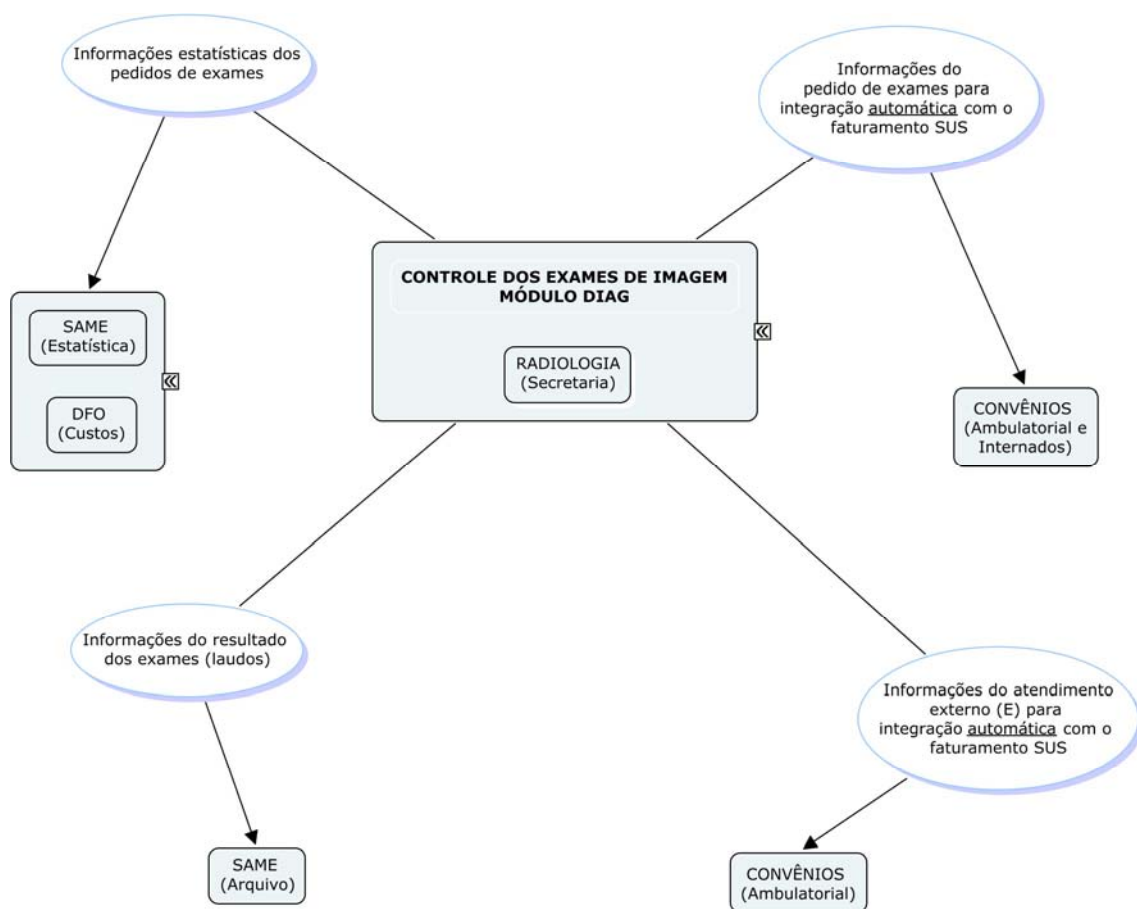 Informações estatísticas dos
pedidos de exames
Informações do
pedido de exames para
integração automática com o
faturamento SUS
CONTROLE DOS EXAMES DE IMAGEM
MÓDULO DIAG
RADIOLOGIA
(Secretaria)
SAME
(Estatística)
DFO
(Custos)
CONVÊNIOS
(Ambulatorial e
Internados)
Informações do resultado
dos exames (laudos)
Informações do atendimento
externo (E) para
integração automática com o
faturamento SUS
SAME
(Arquivo)
CONVÊNIOS
(Ambulatorial)